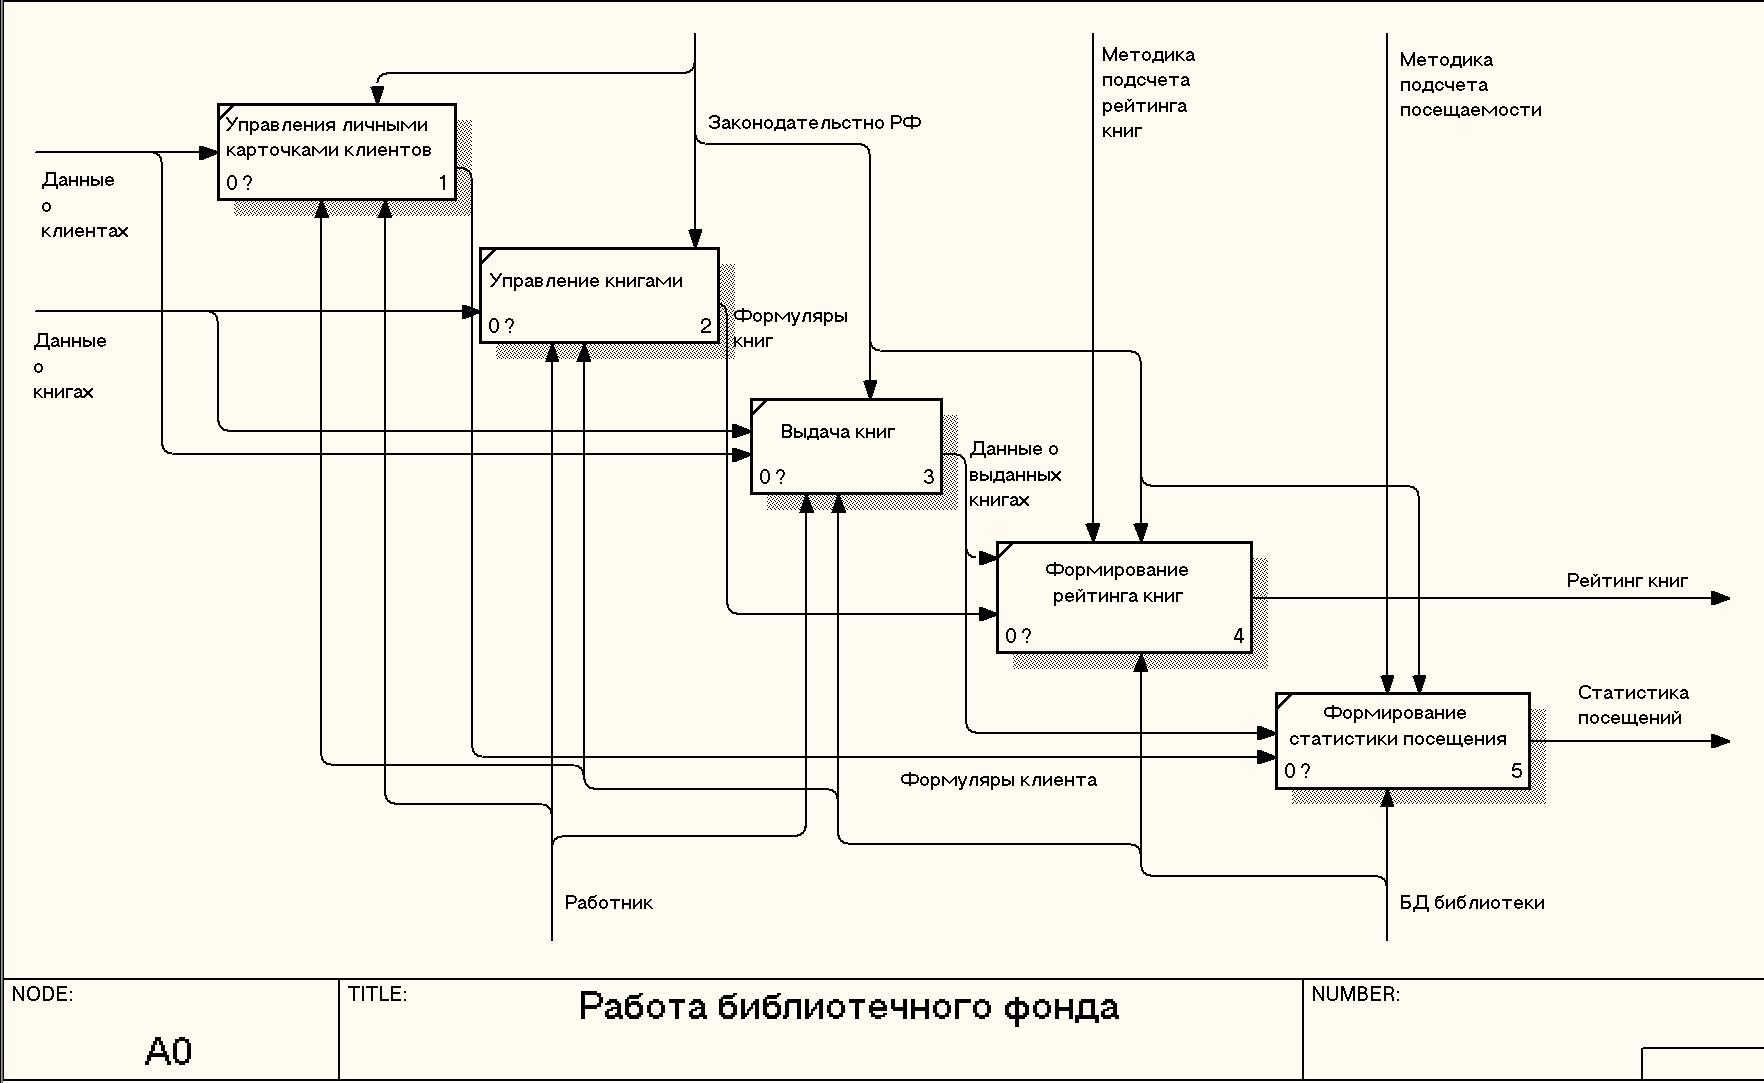 Методика
подсчета
рейтинга
книг
Методика
подсчета
посещаемости
Законодательстно РФ
Управления личными
карточками клиентов
0 ? 1
Данные
о
клиентах
Управление книгами
0 ? 2
Формуляры
книг
Данные
о
книгах
Выдача книг
0 ? 3
Данные о
выданных
книгах
Формирование
рейтинга книг
0 ? 4
Рейтинг книг
Формирование
статистики посещения
0 ? 5
Статистика
посещений
Формуляры клиента
Работник
БД библиотеки
NODE:
A0
TITLE:
Работа библиотечного фонда
NUMBER: